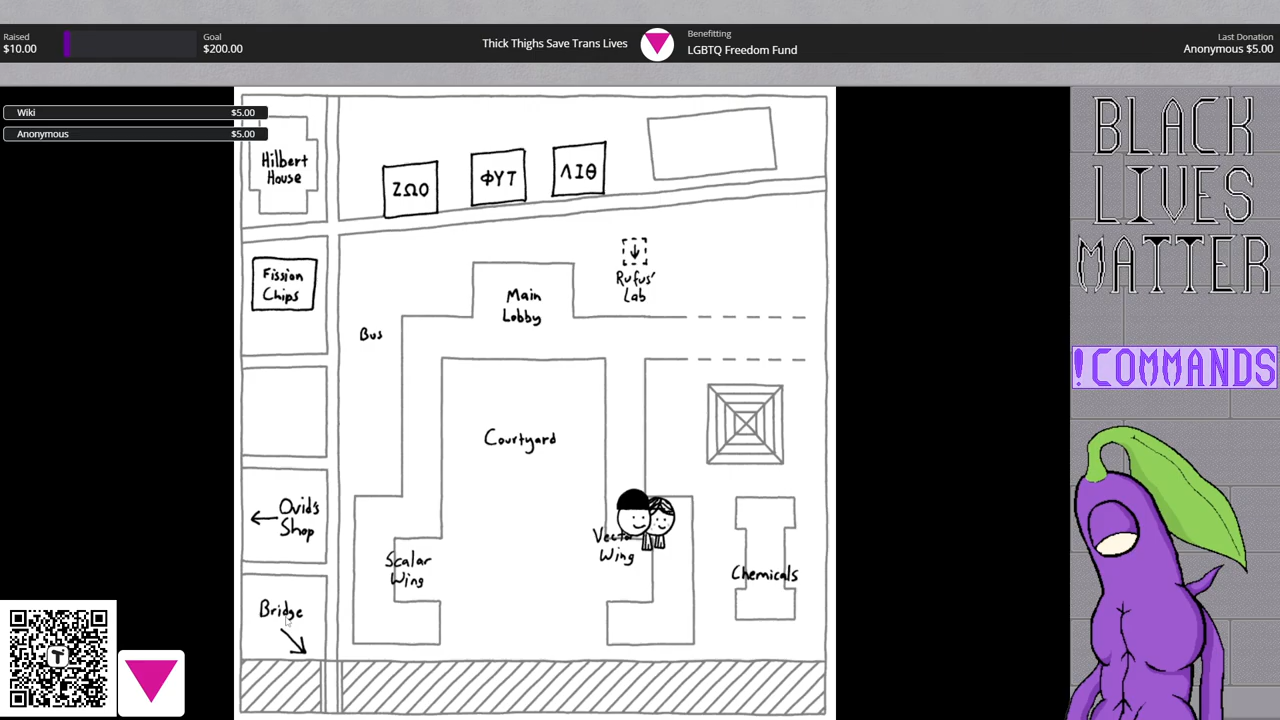 Raised
$10.00
Goal
$200.00
Thick Thighs Save Trans Lives
Benefitting
LGBTQ Freedom Fund
Last Donation
Anonymous $5.00
Wiki $5.00
Anonymous $5.00
Hilbert
House
ΖΩΟ
ΦΥΤ
ΛΙΘ
Fission
Chips
Main
Lobby
Rufus'
Lab
Bus
Courtyard
Ovid's
Shop
Scalar
Wing
Vector
Wing
Chemicals
Bridge
BLACK
LIVES
MATTER
!COMMANDS
T